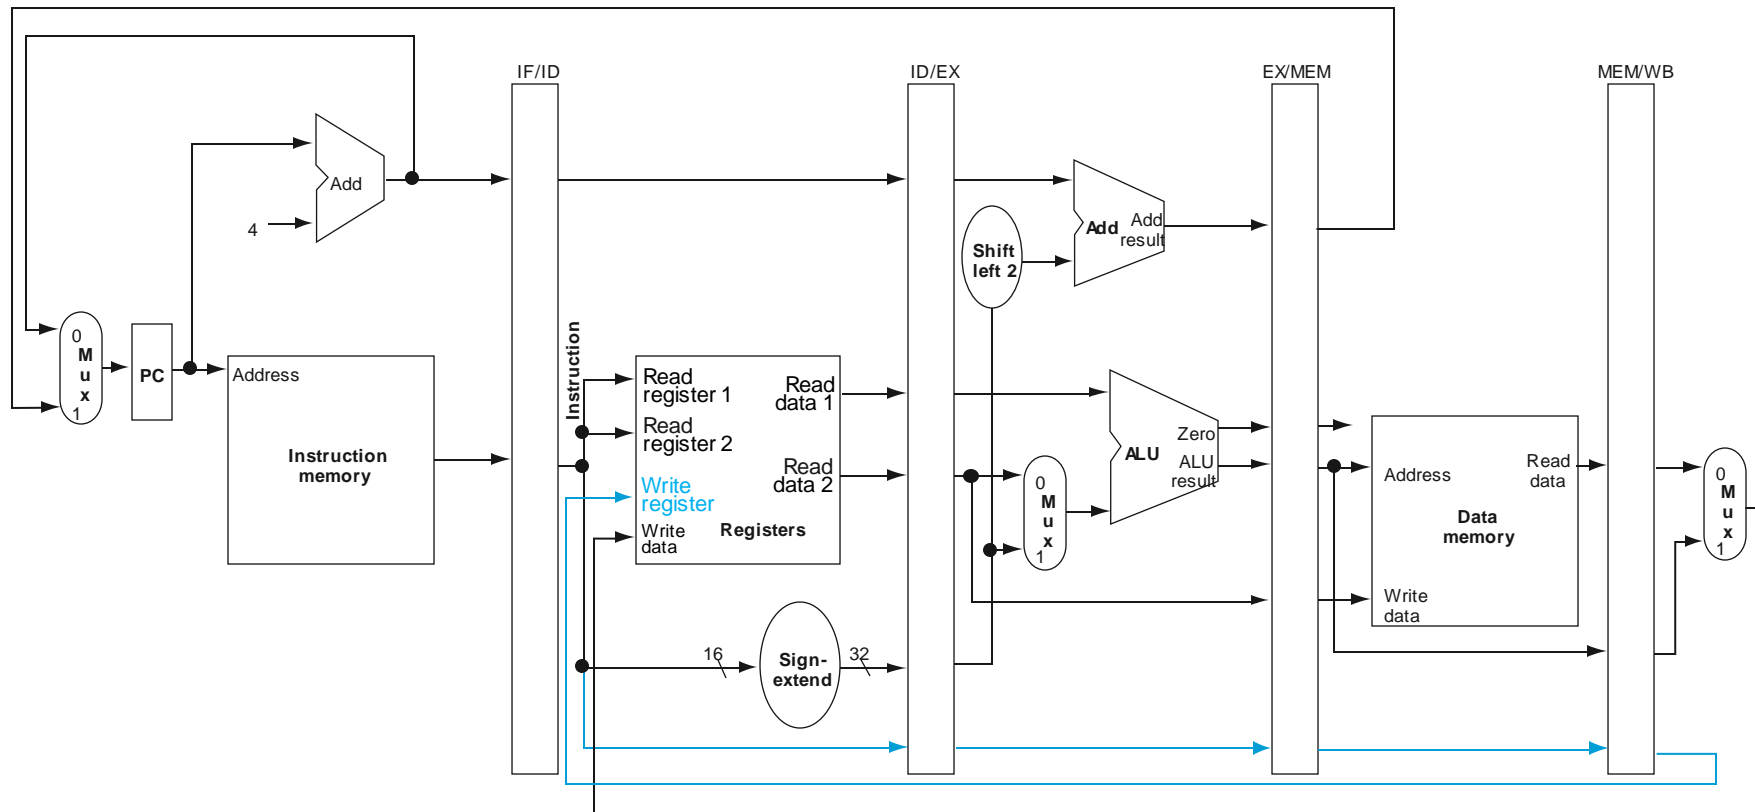 IF/ID
ID/EX
EX/MEM
MEM/WB
Add
4
Add
Add
result
Shift
left 2
0
M
u
x
1
PC
Address
Instruction
memory
Instruction
Read
register 1
Read
data 1
Read
register 2
Read
data 2
Write
register
Write
data
Registers
0
M
u
x
1
Zero
ALU
ALU
result
Address
Read
data
Data
memory
Write
data
0
M
u
x
1
16
Sign-
extend
32